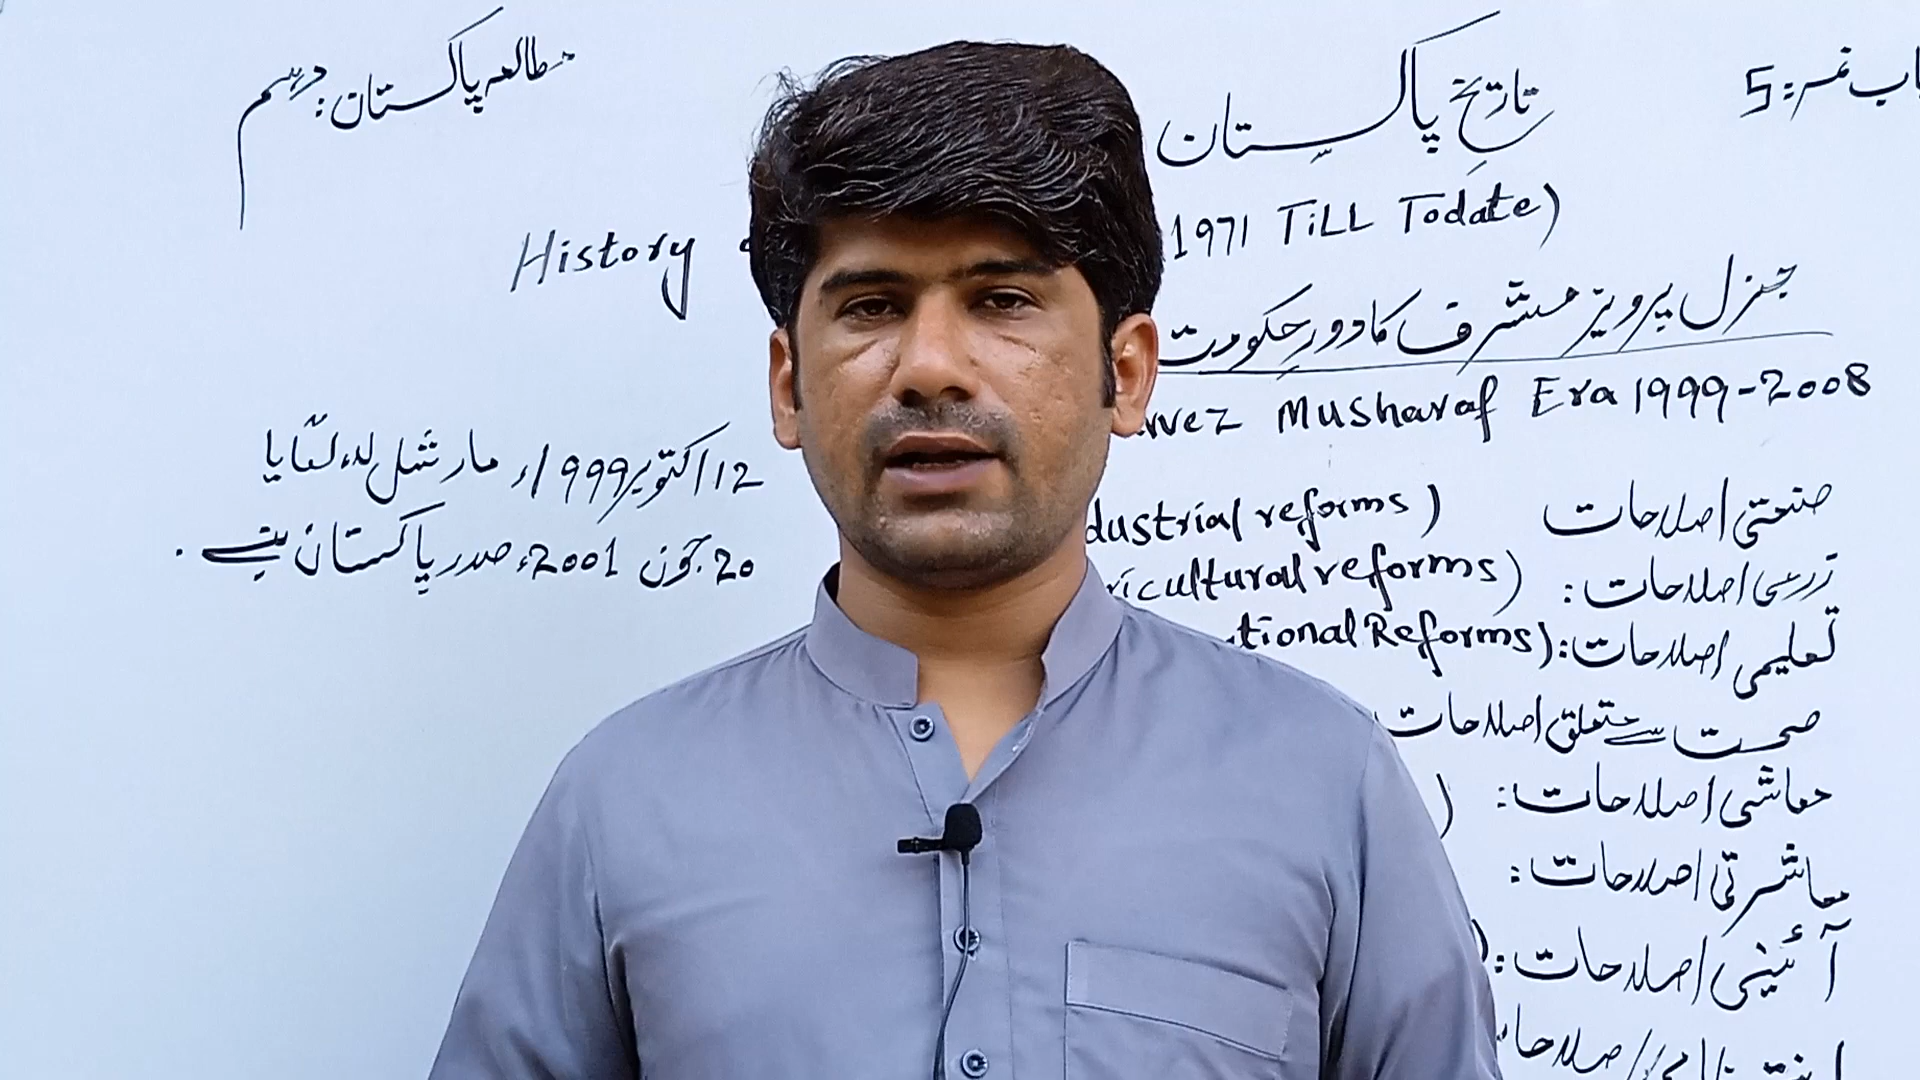 باب نمبر: 5
تاریخِ پاکستان
مطالعہ پاکستان: دہم
History
1971 TiLL Todate)
جنرل پرویز مشرف کا دورِ حکومت
Musharaf Era 1999-2008
12 اکتوبر 1999ء مارشل لاء لگایا
20 جون 2001ء صدر پاکستان بنے.
صنعتی اصلاحات
dustrial reforms)
زرعی اصلاحات:
ricultural reforms)
تعلیمی اصلاحات:
tional Reforms)
صحت سے متعلق اصلاحات
معاشی اصلاحات:
معاشرتی اصلاحات:
آئینی اصلاحات: